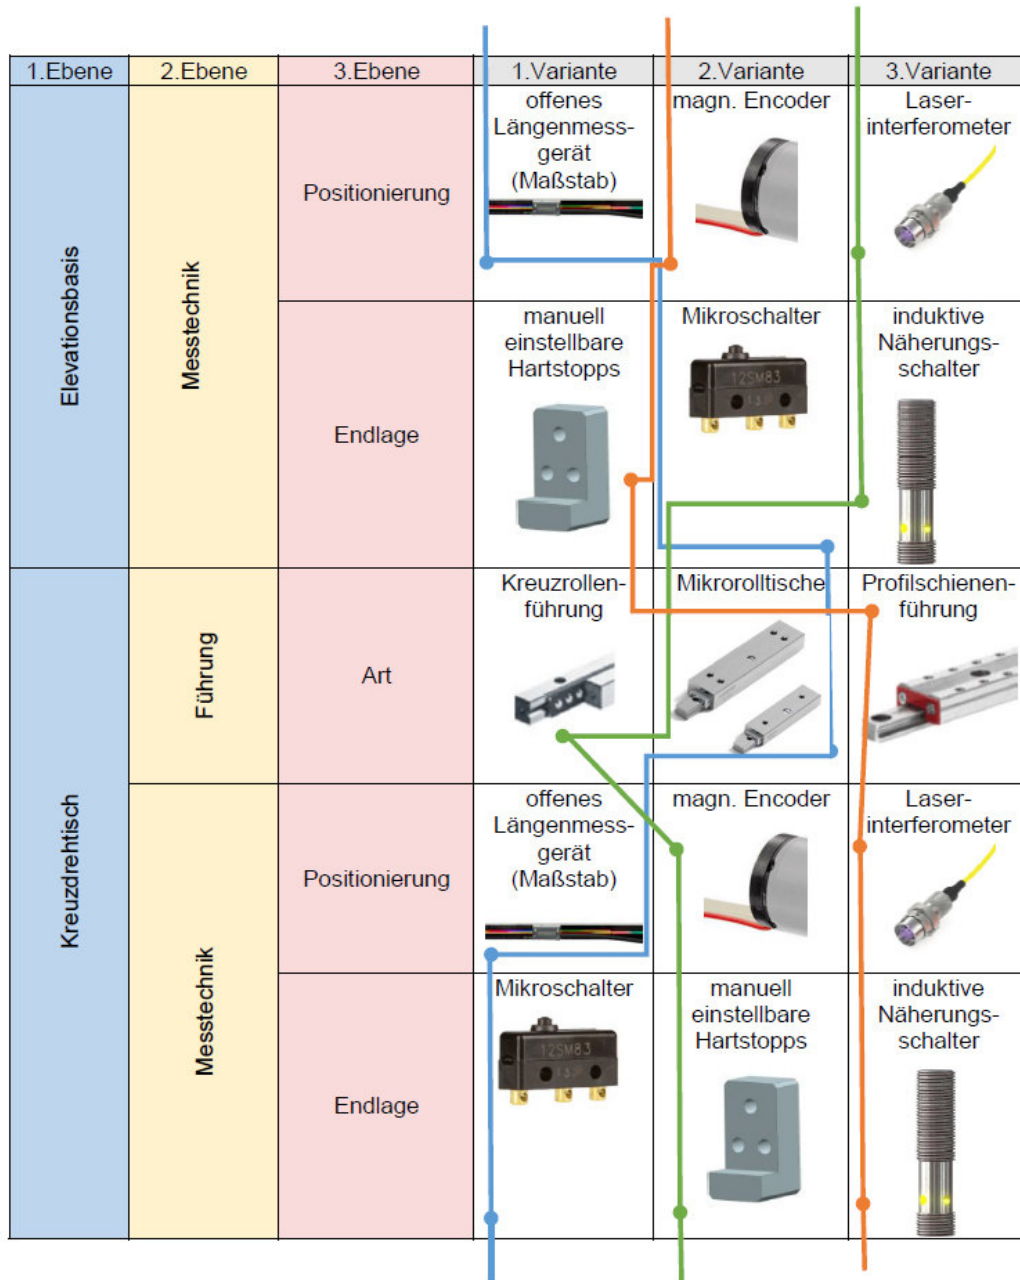 1.Ebene 2.Ebene 3.Ebene 1.Variante 2.Variante 3.Variante
Elevationsbasis
Messtechnik
Positionierung
offenes
Längenmess-
gerät
(Maßstab)
magn. Encoder
Laser-
interferometer
Endlage
manuell
einstellbare
Hartstopps
Mikroschalter
12SM83
induktive
Näherungs-
schalter
Kreuzdrehtisch
Führung
Art
Kreuzrollen-
führung
Mikrorolltische
Profilschienen-
führung
Messtechnik
Positionierung
offenes
Längenmess-
gerät
(Maßstab)
magn. Encoder
Laser-
interferometer
Endlage
Mikroschalter
12SM83
manuell
einstellbare
Hartstopps
induktive
Näherungs-
schalter